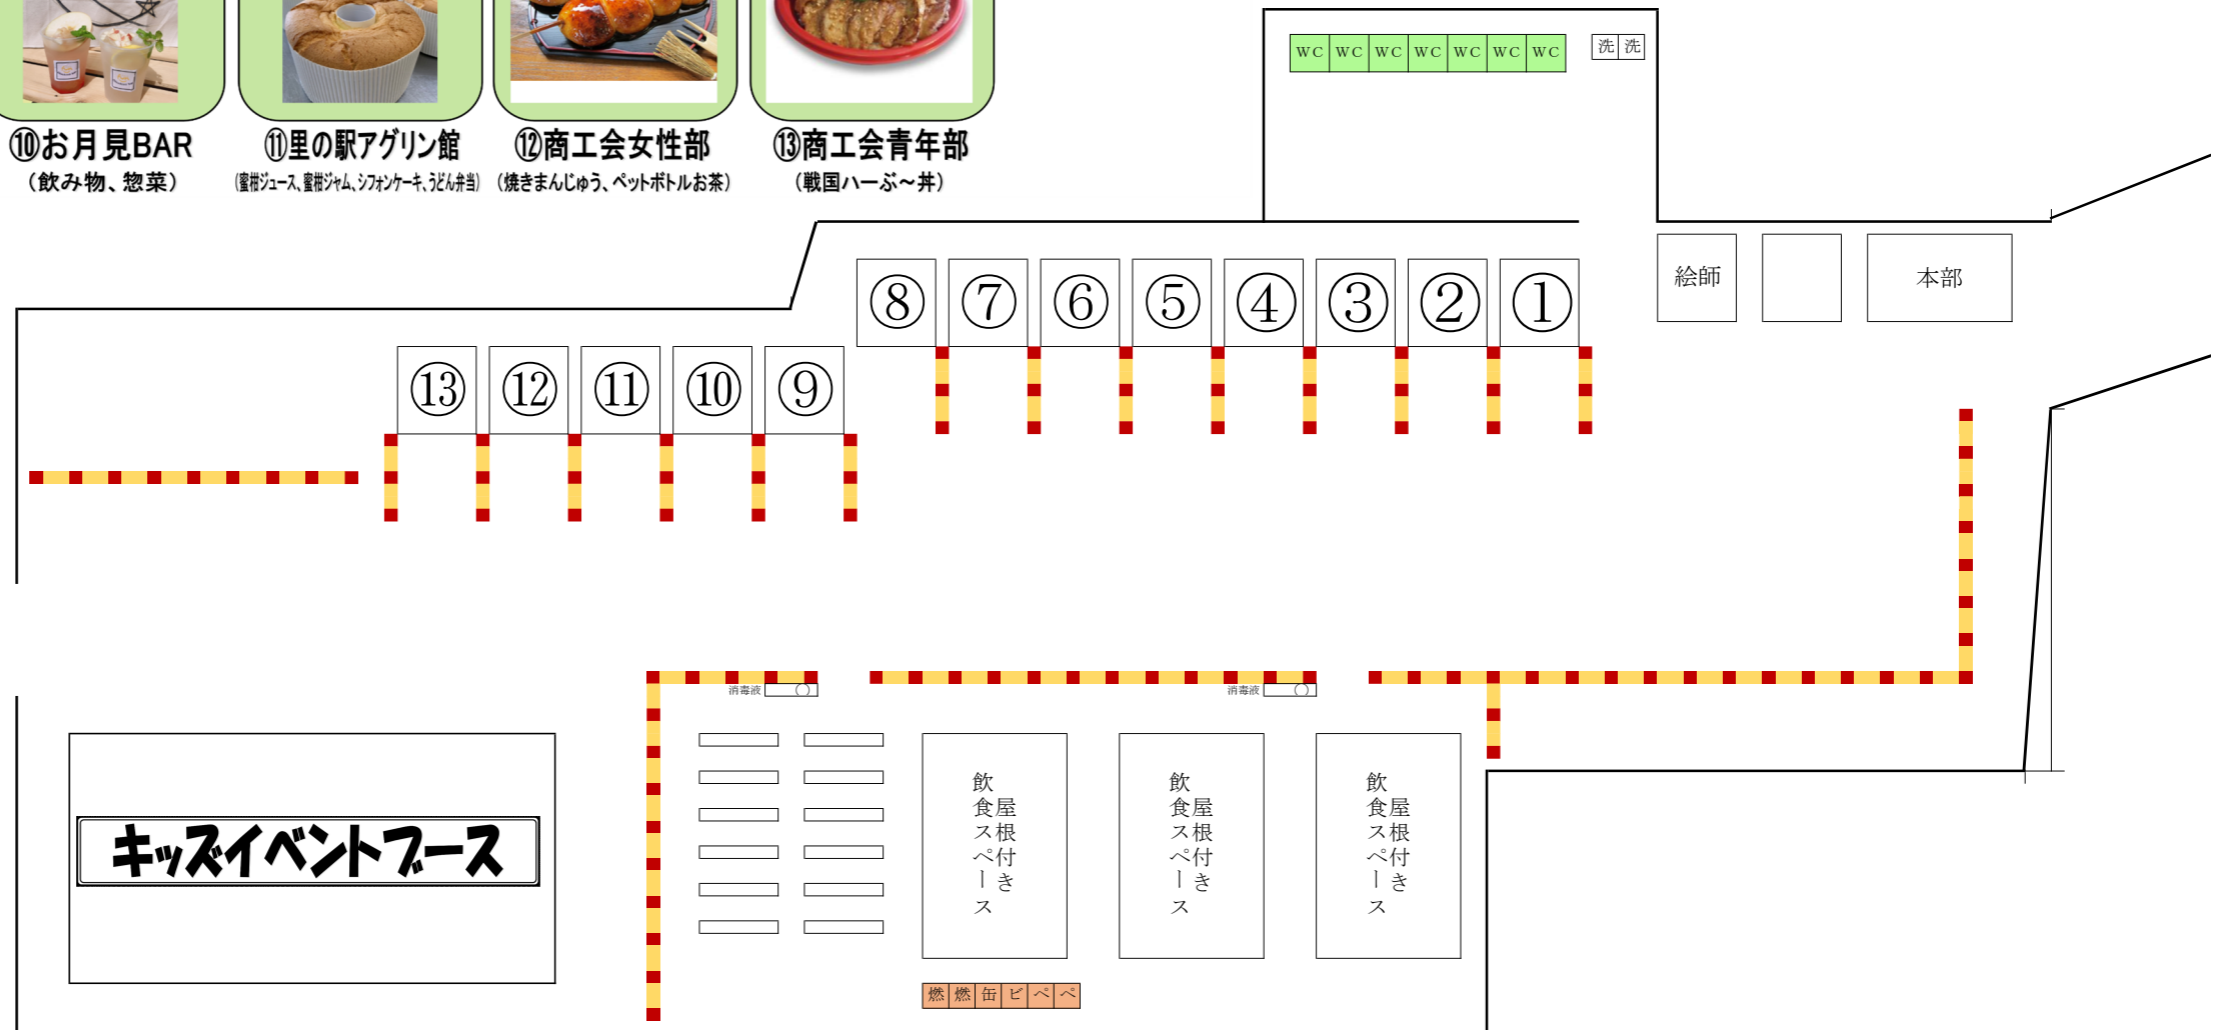 ⑩お月見BAR
(飲み物、惣菜)
⑪里の駅アグリン館
(蜜柑ジュース、蜜柑ジャム、シフォンケーキ、うどん弁当)
⑫商工会女性部
(焼きまんじゅう、ペットボトルお茶)
⑬商工会青年部
(戦国ハーぶ～丼)
WC WC WC WC WC WC WC
洗 洗
⑧ ⑦ ⑥ ⑤ ④ ③ ② ①
絵師
本部
⑬ ⑫ ⑪ ⑩ ⑨
消毒液
消毒液
キッズイベントブース
屋根付き
飲食スペース
屋根付き
飲食スペース
屋根付き
飲食スペース
燃 燃 缶 ビ ペ ペ